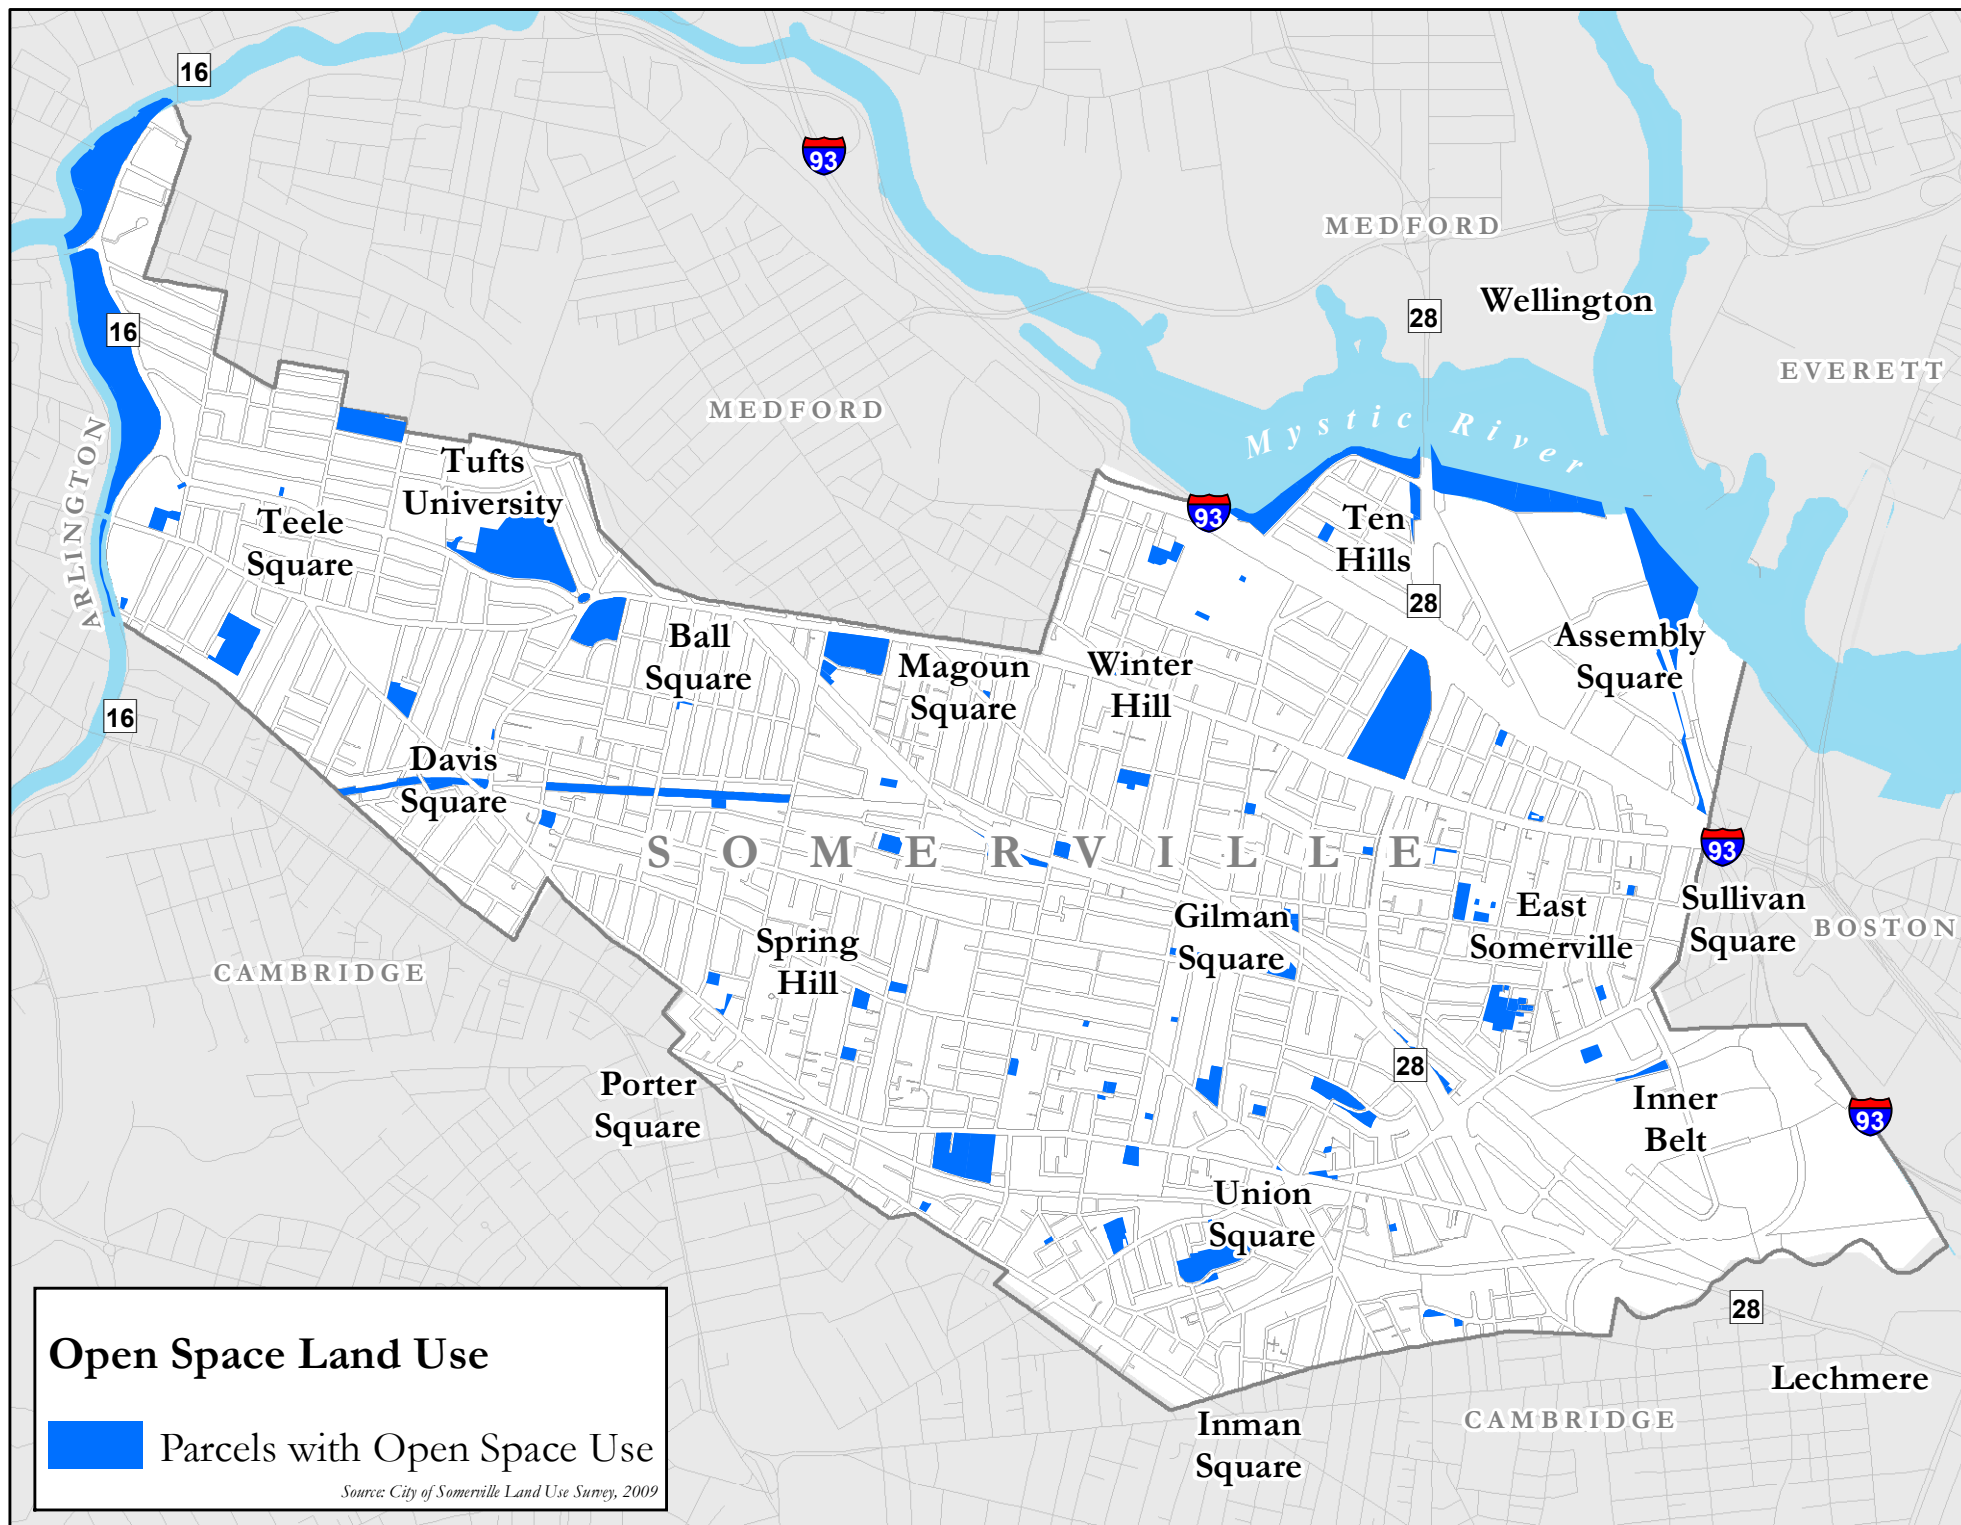 16
93
MEDFORD
Wellington
28
16
EVERETT
MEDFORD
Mystic River
ARLINGTON
Tufts
University
Teele
Square
93
Ten
Hills
28
Ball
Square
Magoun
Square
Winter
Hill
Assembly
Square
16
Davis
Square
SOMERVILLE
93
Gilman
Square
East
Somerville
Sullivan
Square
BOSTON
Spring
Hill
CAMBRIDGE
28
Porter
Square
Inner
Belt
93
Union
Square
28
Lechmere
CAMBRIDGE
Inman
Square
Open Space Land Use
Parcels with Open Space Use
Source: City of Somerville Land Use Survey, 2009